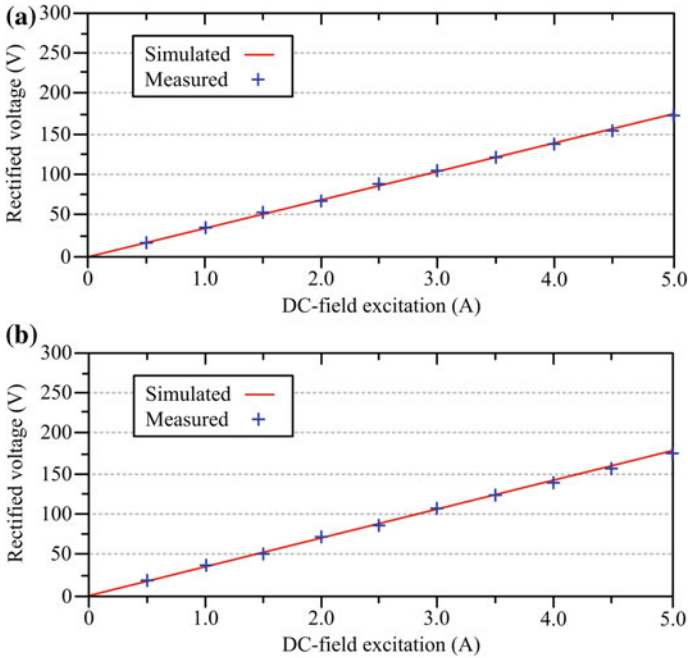 (a)
300
250
200
150
100
50
0
Rectified voltage (V)
Simulated
Measured
0 1.0 2.0 3.0 4.0 5.0
DC-field excitation (A)
(b)
300
250
200
150
100
50
0
Rectified voltage (V)
Simulated
Measured
0.0 1.0 2.0 3.0 4.0 5.0
DC-field excitation (A)